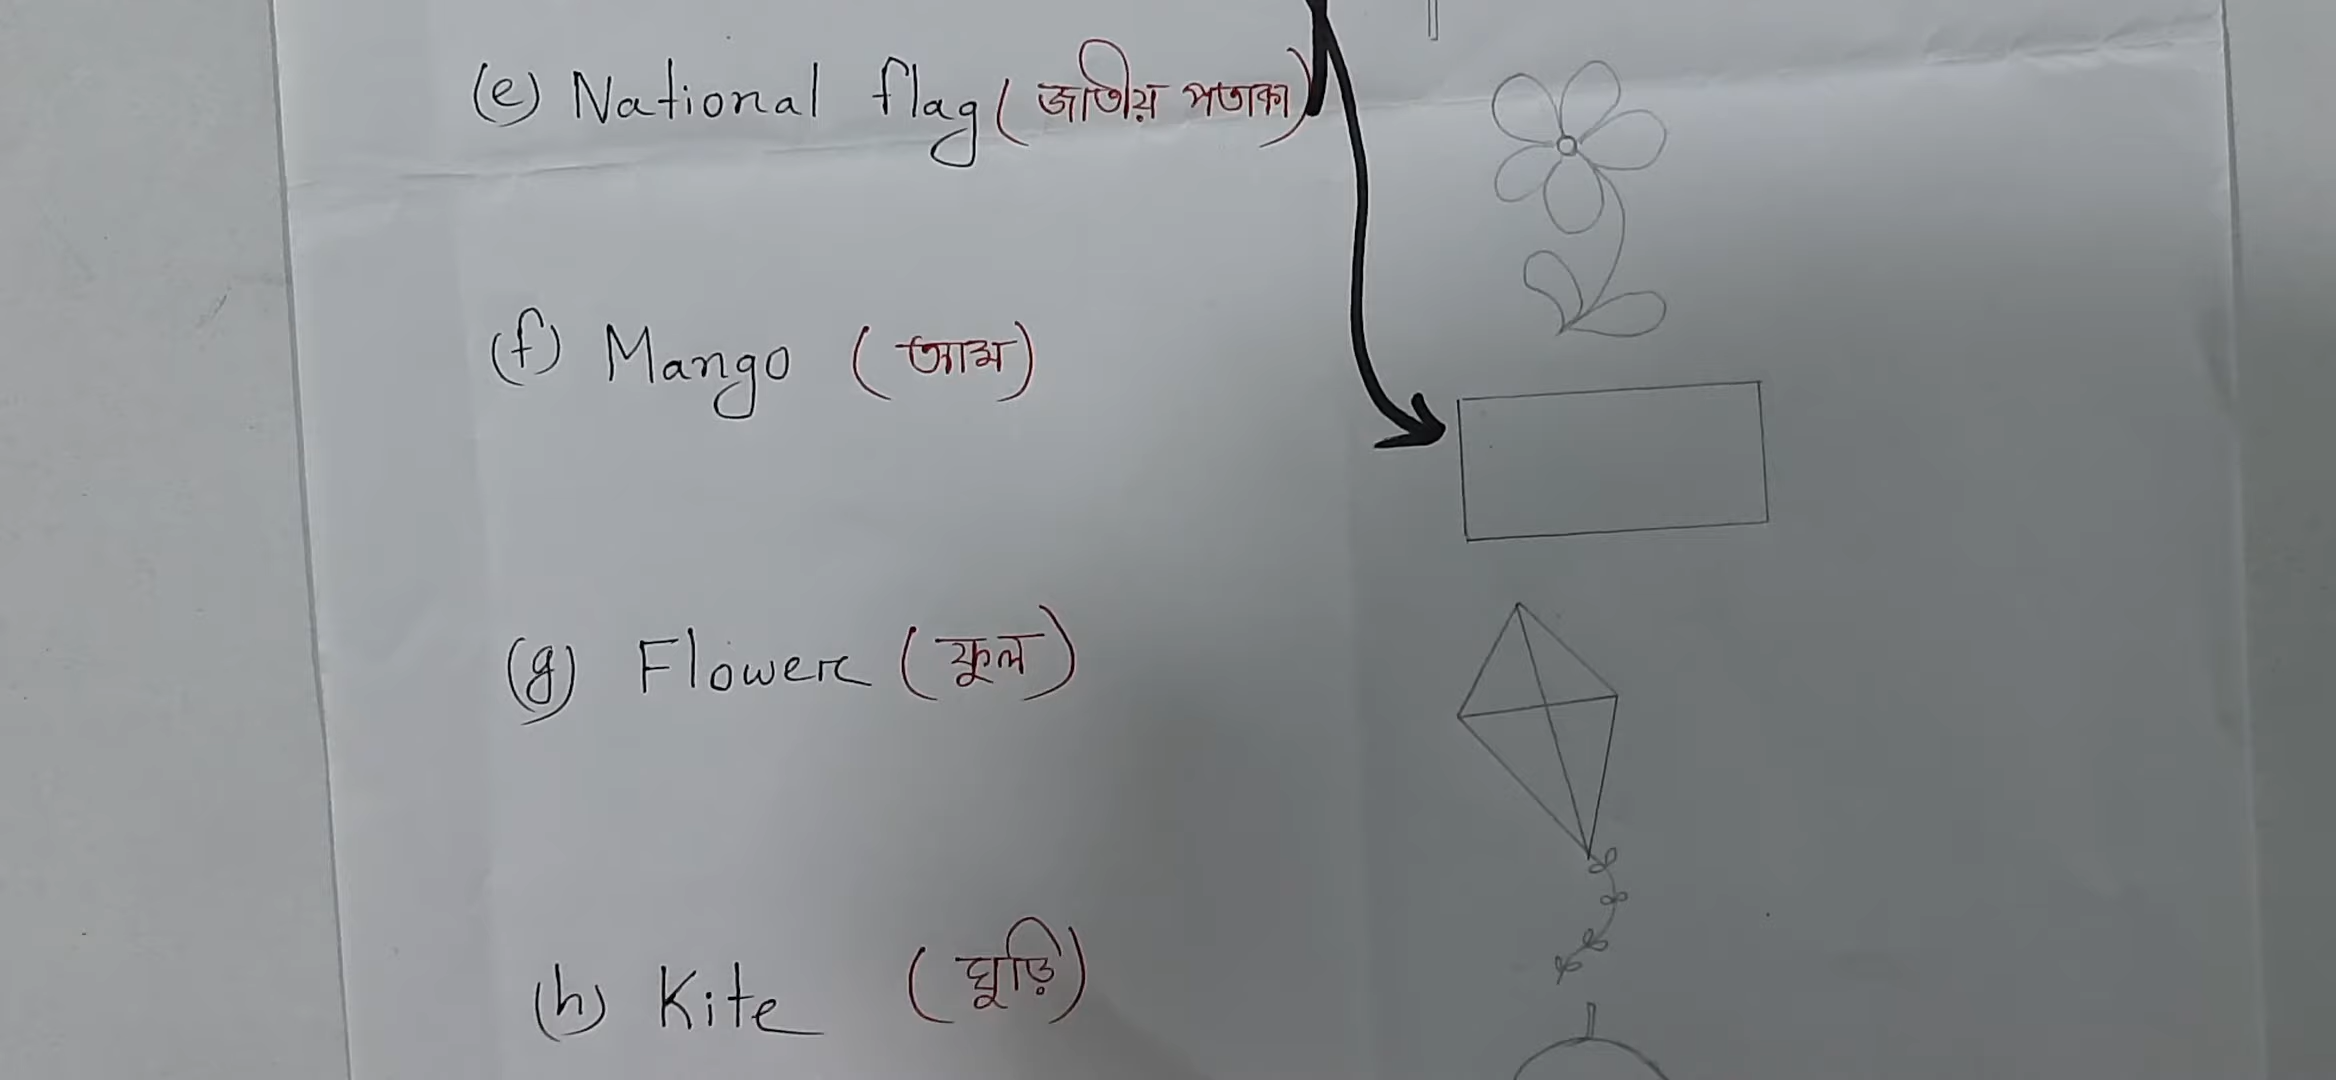 (e) National flag (জাতীয় পতাকা)
(f) Mango (আম)
(g) Flower (ফুল)
(h) Kite (ঘুড়ি)